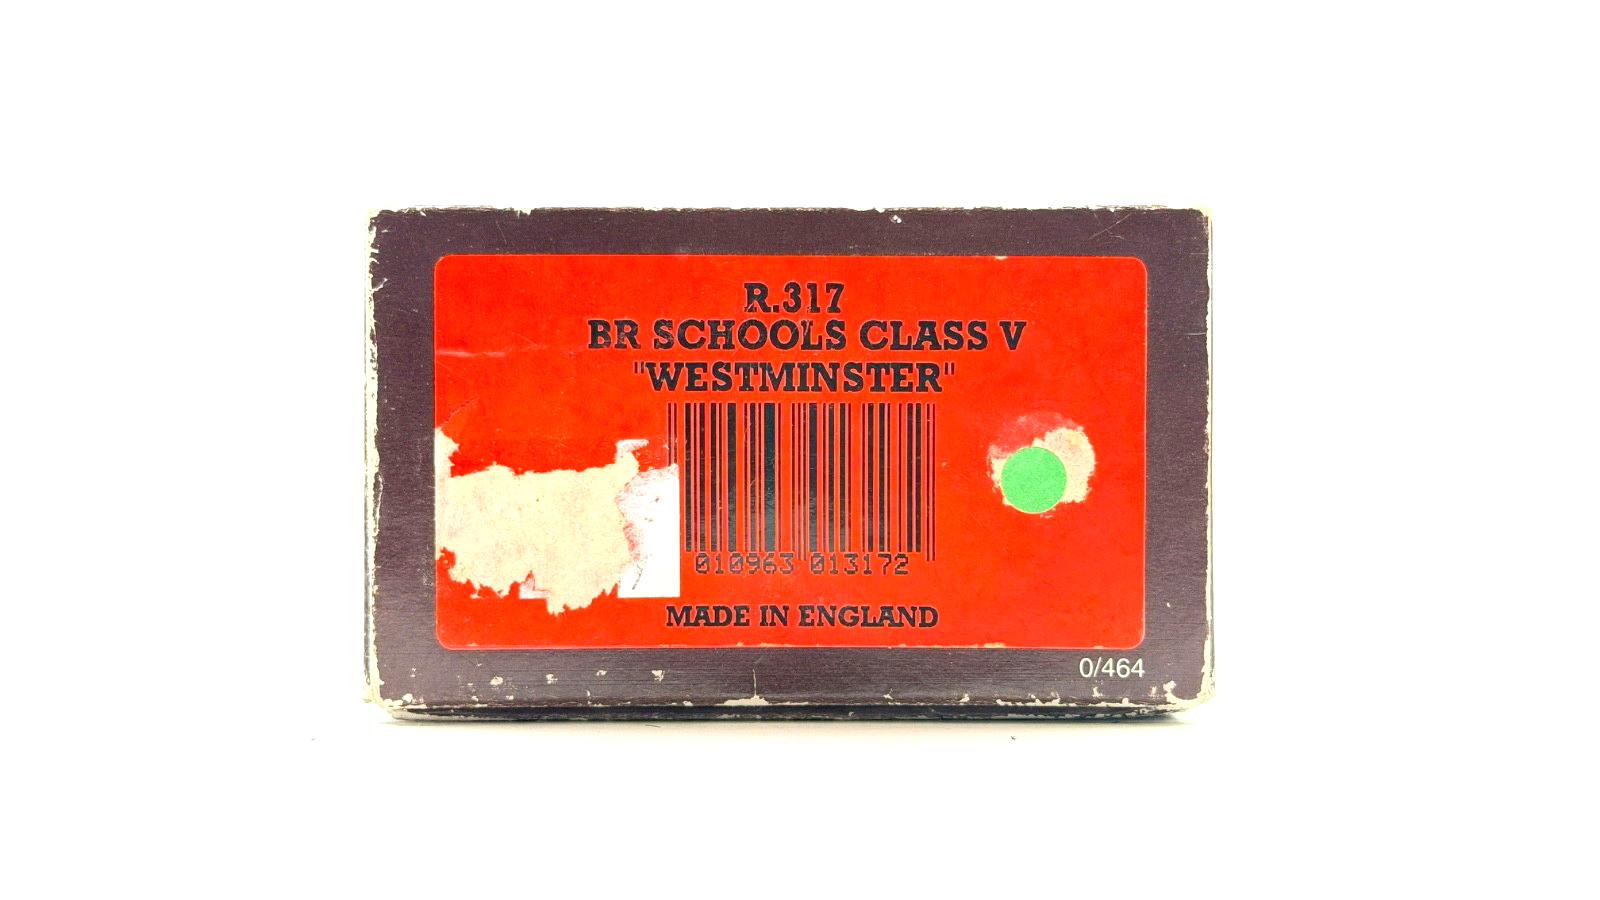 R.317
BR SCHOOLS CLASS V
"WESTMINSTER"
010963 013172
MADE IN ENGLAND
0/464